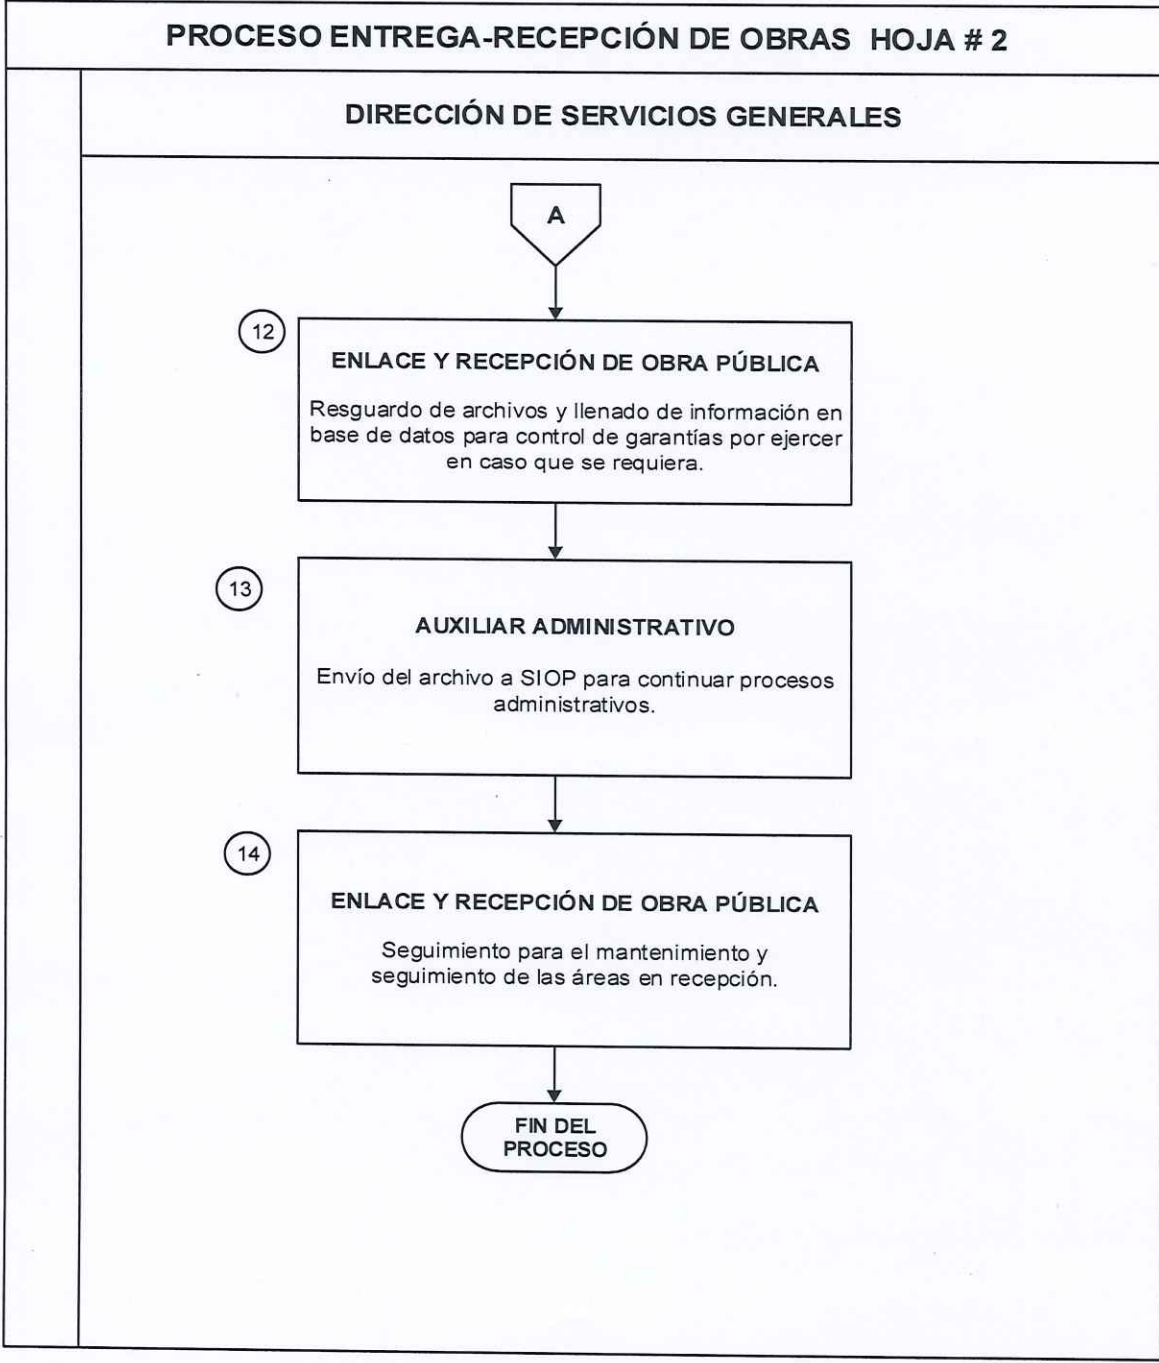 PROCESO ENTREGA-RECEPCIÓN DE OBRAS HOJA # 2
DIRECCIÓN DE SERVICIOS GENERALES
A
12
ENLACE Y RECEPCIÓN DE OBRA PÚBLICA
Resguardo de archivos y llenado de información en
base de datos para control de garantías por ejercer
en caso que se requiera.
13
AUXILIAR ADMINISTRATIVO
Envío del archivo a SIOP para continuar procesos
administrativos.
14
ENLACE Y RECEPCIÓN DE OBRA PÚBLICA
Seguimiento para el mantenimiento y
seguimiento de las áreas en recepción.
FIN DEL
PROCESO